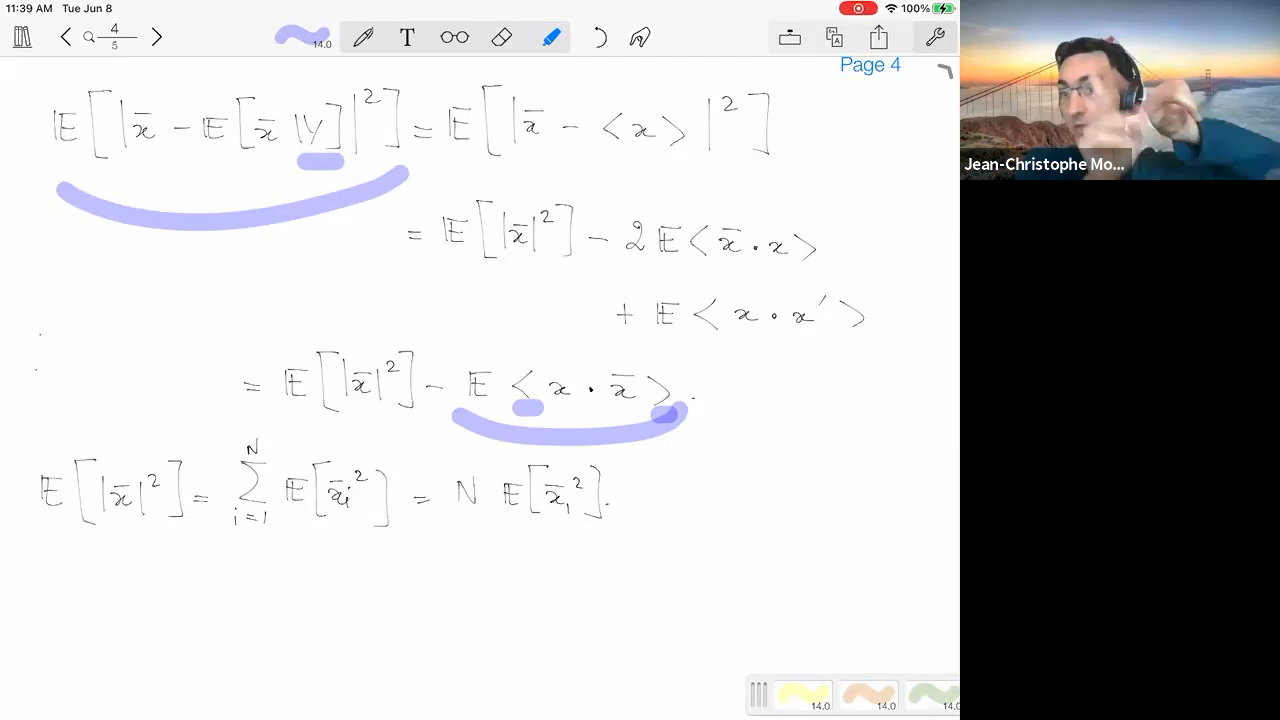 11:39 AM Tue Jun 8
100%
4
5
14.0
T
A
Page 4
𝔼[|x̄ − 𝔼[x̄|Y]|²] = 𝔼[|x̄ − <x>|²]
= 𝔼[|x̄|²] − 2𝔼<x̄ · x>
+ 𝔼<x · x′>
= 𝔼[|x̄|²] − 𝔼<x · x̄>.
𝔼[|x̄|²] = ∑_{i=1}^{N} 𝔼[x̄ᵢ²] = N 𝔼[x̄₁²].
Jean-Christophe Mo...
14.0
14.0
14.0